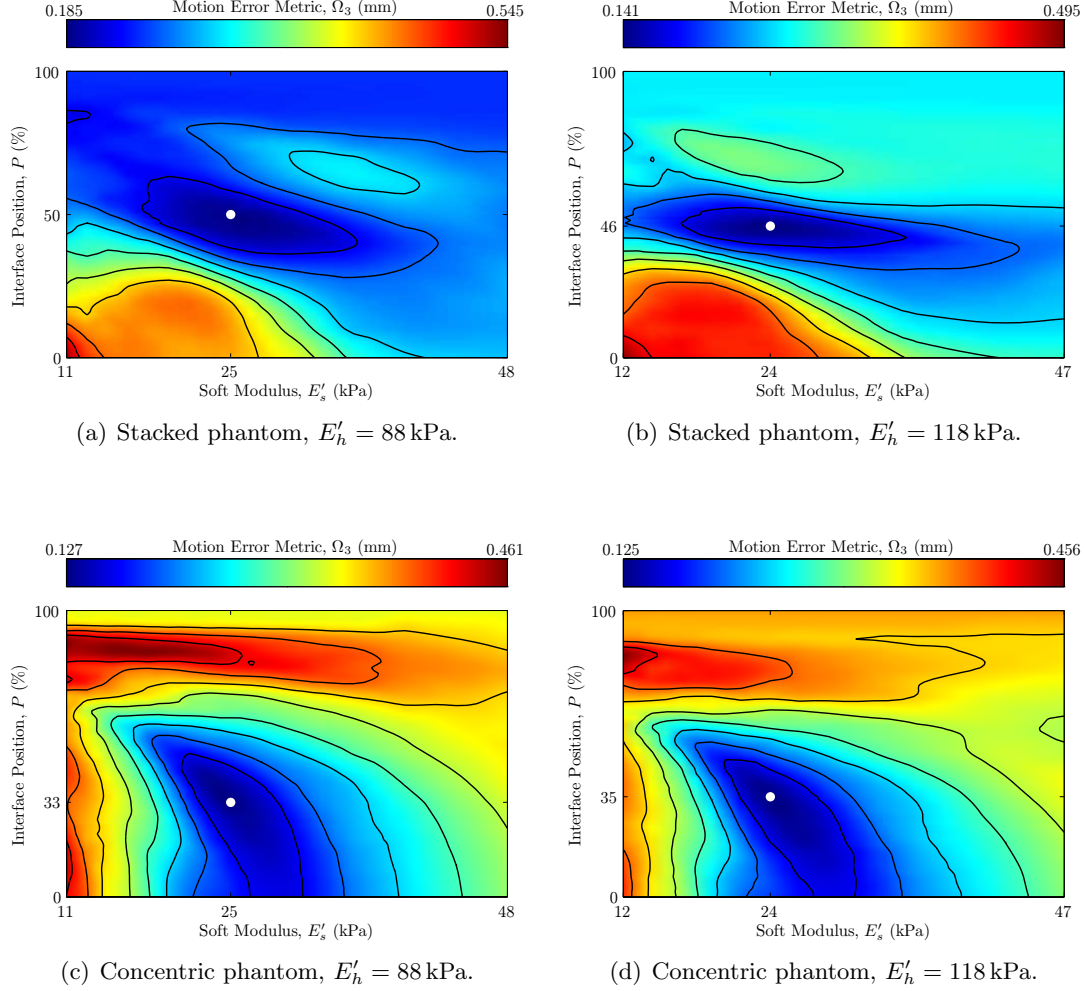 0.185 Motion Error Metric, Ω₃ (mm) 0.545
100
50
0
Interface Position, P (%)
11 25 48
Soft Modulus, E′ₛ (kPa)
(a) Stacked phantom, E′ₕ = 88 kPa.
0.141 Motion Error Metric, Ω₃ (mm) 0.495
100
46
0
Interface Position, P (%)
12 24 47
Soft Modulus, E′ₛ (kPa)
(b) Stacked phantom, E′ₕ = 118 kPa.
0.127 Motion Error Metric, Ω₃ (mm) 0.461
100
33
0
Interface Position, P (%)
11 25 48
Soft Modulus, E′ₛ (kPa)
(c) Concentric phantom, E′ₕ = 88 kPa.
0.125 Motion Error Metric, Ω₃ (mm) 0.456
100
35
0
Interface Position, P (%)
12 24 47
Soft Modulus, E′ₛ (kPa)
(d) Concentric phantom, E′ₕ = 118 kPa.